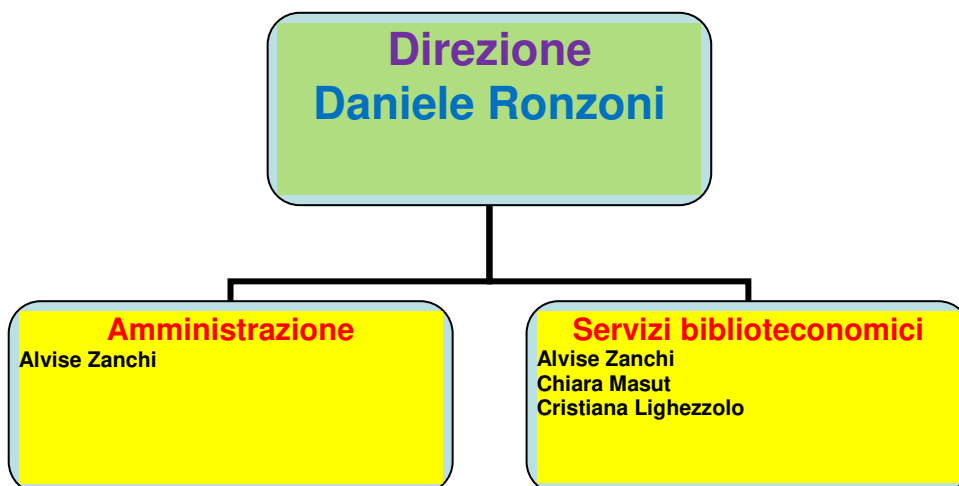 Direzione
Daniele Ronzoni
Amministrazione
Alvise Zanchi
Servizi biblioteconomici
Alvise Zanchi
Chiara Masut
Cristiana Lighezzolo